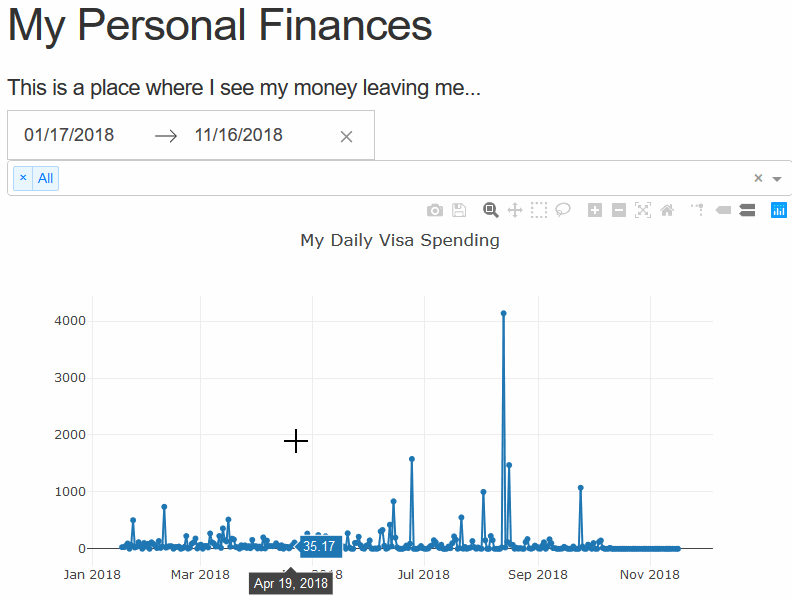 My Personal Finances
This is a place where I see my money leaving me...
01/17/2018 → 11/16/2018 ×
× All × 
My Daily Visa Spending
4000
3000
2000
1000
0
35.17
Jan 2018 Mar 2018 2018 Jul 2018 Sep 2018 Nov 2018
Apr 19, 2018